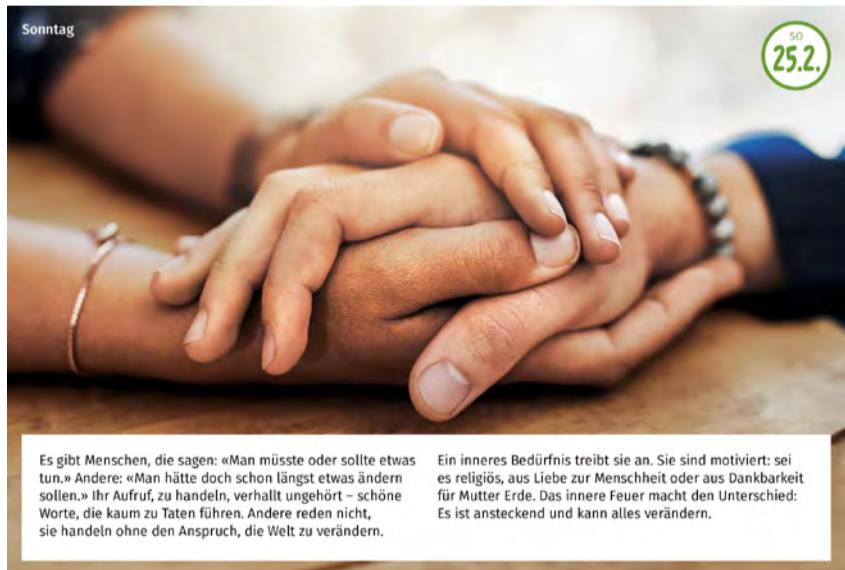 Sonntag
SO
25.2.
Es gibt Menschen, die sagen: «Man müsste oder sollte etwas
tun.» Andere: «Man hätte doch schon längst etwas ändern
sollen.» Ihr Aufruf, zu handeln, verhallt ungehört – schöne
Worte, die kaum zu Taten führen. Andere reden nicht,
sie handeln ohne den Anspruch, die Welt zu verändern.
Ein inneres Bedürfnis treibt sie an. Sie sind motiviert: sei
es religiös, aus Liebe zur Menschheit oder aus Dankbarkeit
für Mutter Erde. Das innere Feuer macht den Unterschied:
Es ist ansteckend und kann alles verändern.